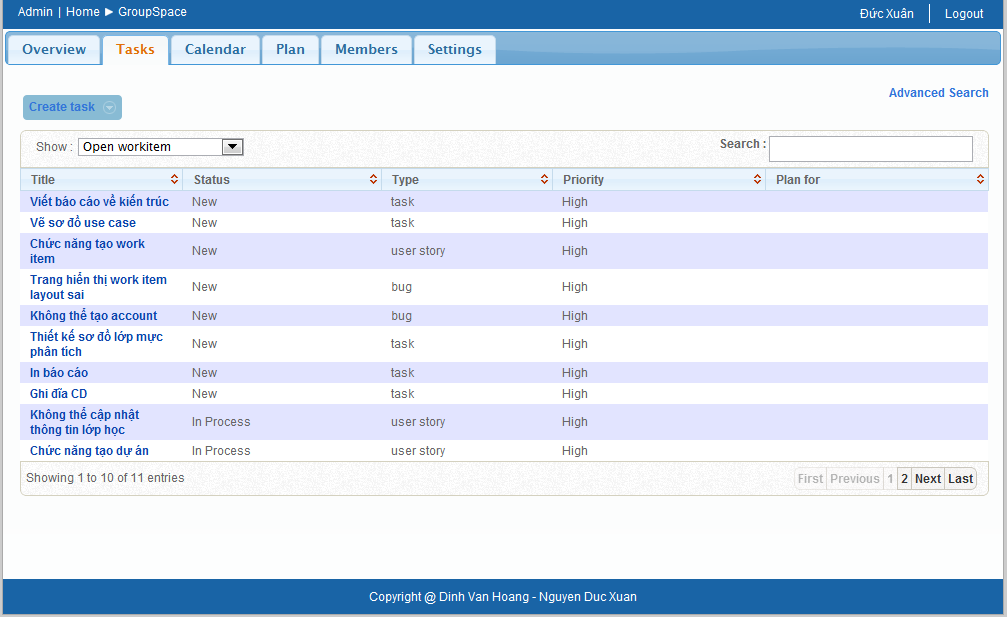 Admin | Home ► GroupSpace
Đức Xuân | Logout
Overview Tasks Calendar Plan Members Settings
Advanced Search
Create task
Show : Open workitem
Search :
Title Status Type Priority Plan for
Viết báo cáo về kiến trúc New task High
Vẽ sơ đồ use case New task High
Chức năng tạo work
item New user story High
Trang hiển thị work item
layout sai New bug High
Không thể tạo account New bug High
Thiết kế sơ đồ lớp mực
phân tích New task High
In báo cáo New task High
Ghi đĩa CD New task High
Không thể cập nhật
thông tin lớp học In Process user story High
Chức năng tạo dự án In Process user story High
Showing 1 to 10 of 11 entries
First Previous 1 2 Next Last
Copyright @ Dinh Van Hoang - Nguyen Duc Xuan